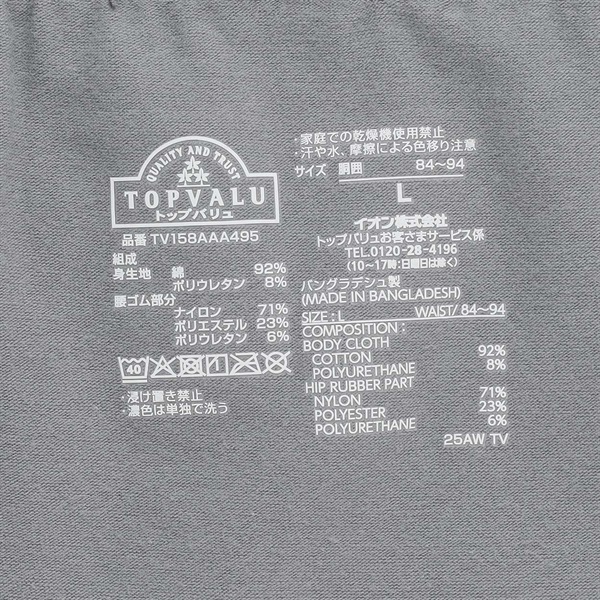 QUALITY AND TRUST
TOPVALU
トップバリュ
品番 TV158AAA495
組成
身生地 綿 92%
ポリウレタン 8%
腰ゴム部分
ナイロン 71%
ポリエステル 23%
ポリウレタン 6%
40
・浸け置き禁止
・濃色は単独で洗う
・家庭での乾燥機使用禁止
・汗や水、摩擦による色移り注意
サイズ 胴囲 84～94
L
イオン株式会社
トップバリュお客さまサービス係
TEL.0120-28-4196
(10～17時:日曜日は除く)
バングラデシュ製
(MADE IN BANGLADESH)
SIZE : L WAIST/ 84～94
COMPOSITION :
BODY CLOTH
COTTON 92%
POLYURETHANE 8%
HIP RUBBER PART
NYLON 71%
POLYESTER 23%
POLYURETHANE 6%
25AW TV